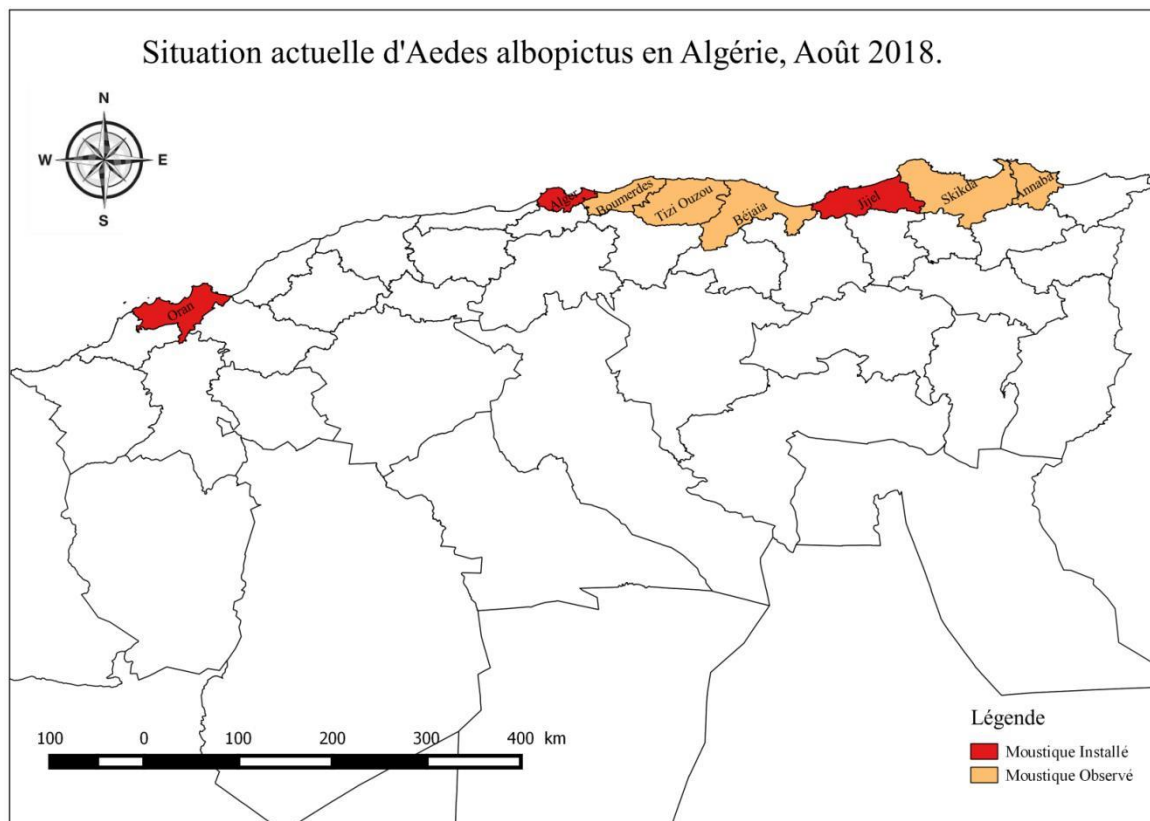 Situation actuelle d'Aedes albopictus en Algérie, Août 2018.
N
W E
S
Alger
Boumerdes
Tizi Ouzou
Béjaia
Jijel
Skikda
Annaba
Oran
100 0 100 200 300 400 km
Légende
Moustique Installé
Moustique Observé